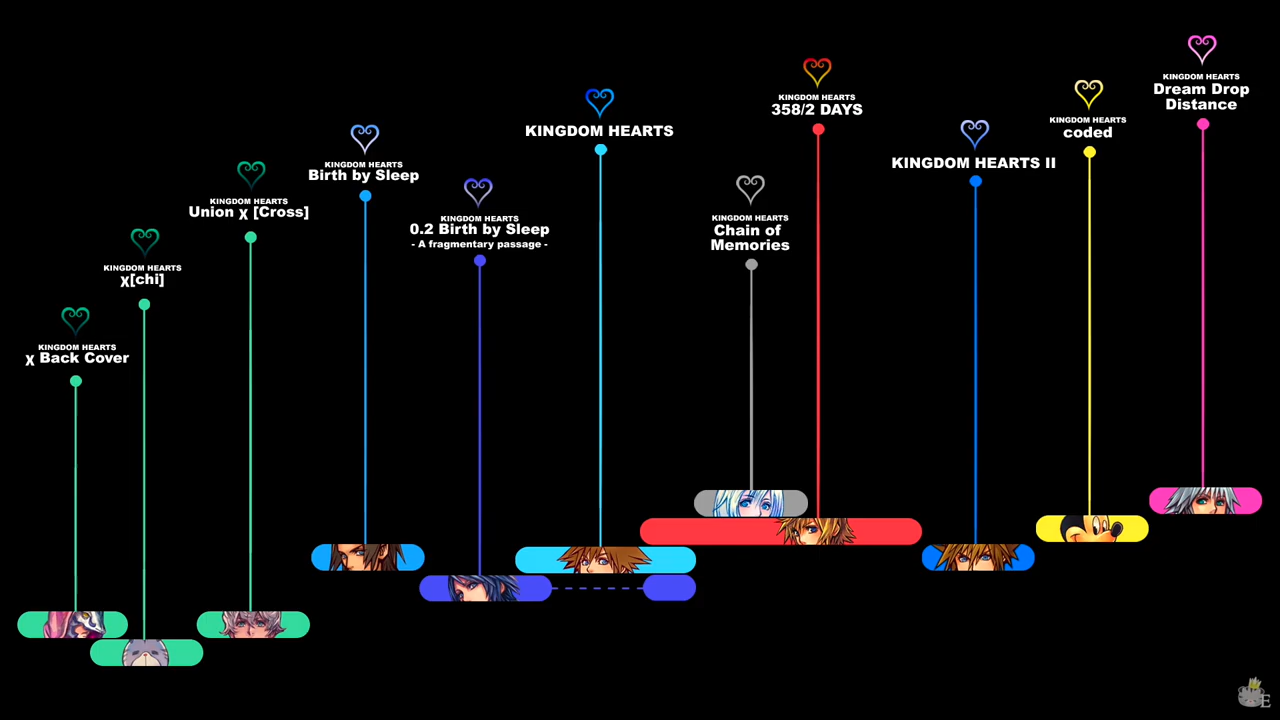 KINGDOM HEARTS
χ Back Cover
KINGDOM HEARTS
χ[chi]
KINGDOM HEARTS
Union χ [Cross]
KINGDOM HEARTS
Birth by Sleep
KINGDOM HEARTS
0.2 Birth by Sleep
- A fragmentary passage -
KINGDOM HEARTS
KINGDOM HEARTS
Chain of
Memories
KINGDOM HEARTS
358/2 DAYS
KINGDOM HEARTS II
KINGDOM HEARTS
coded
KINGDOM HEARTS
Dream Drop
Distance
E